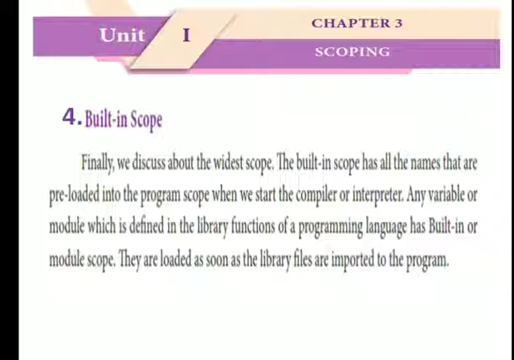 Unit I
CHAPTER 3
SCOPING
4. Built-in Scope
Finally, we discuss about the widest scope. The built-in scope has all the names that are
pre-loaded into the program scope when we start the compiler or interpreter. Any variable or
module which is defined in the library functions of a programming language has Built-in or
module scope. They are loaded as soon as the library files are imported to the program.